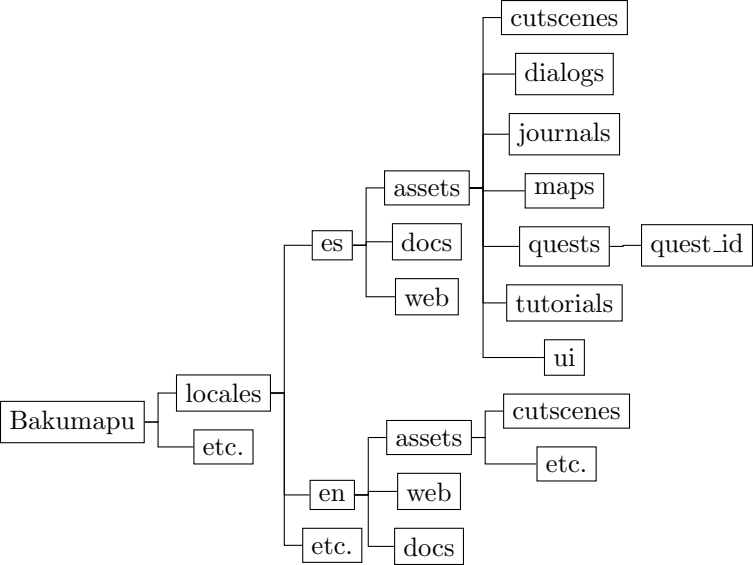 cutscenes
dialogs
journals
assets
maps
es
docs
quests
quest_id
web
tutorials
ui
Bakumapu
locales
etc.
assets
cutscenes
etc.
en
web
etc.
docs